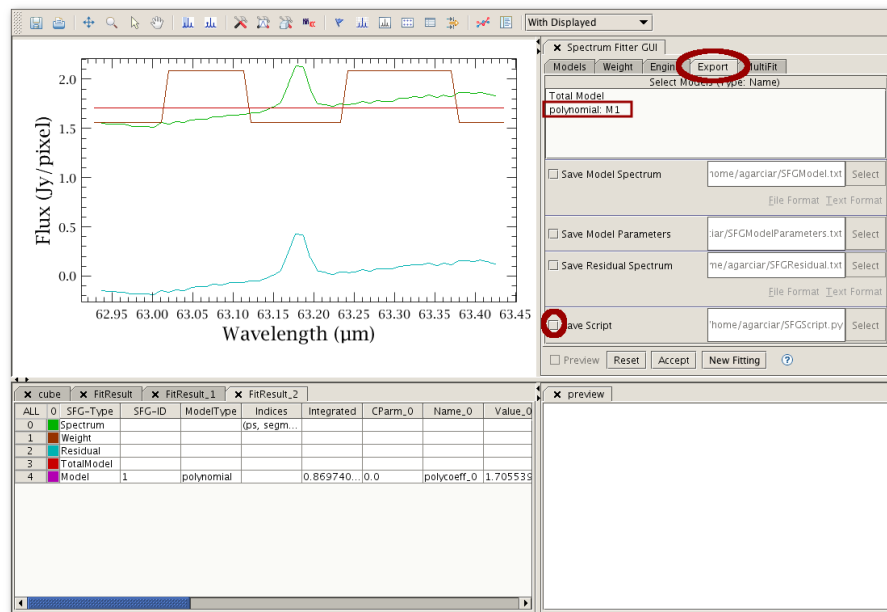 With Displayed
Spectrum Fitter GUI
Models Weight Engin Export MultiFit
Select Models (Type: Name)
Total Model
polynomial: M1
Save Model Spectrum home/agarciar/SFGModel.txt Select
File Format Text Format
Save Model Parameters iar/SFGModelParameters.txt Select
Save Residual Spectrum me/agarciar/SFGResidual.txt Select
File Format Text Format
ave Script home/agarciar/SFGScript.py Select
Preview Reset Accept New Fitting ?
Flux (Jy/pixel)
2.0
1.5
1.0
0.5
0.0
62.95 63.00 63.05 63.10 63.15 63.20 63.25 63.30 63.35 63.40 63.45
Wavelength (μm)
cube FitResult FitResult_1 FitResult_2
ALL 0 SFG-Type SFG-ID ModelType Indices Integrated CParm_0 Name_0 Value_0
0 Spectrum (ps, segm...
1 Weight
2 Residual
3 TotalModel
4 Model 1 polynomial 0.869740... 0.0 polycoeff_0 1.705539
preview